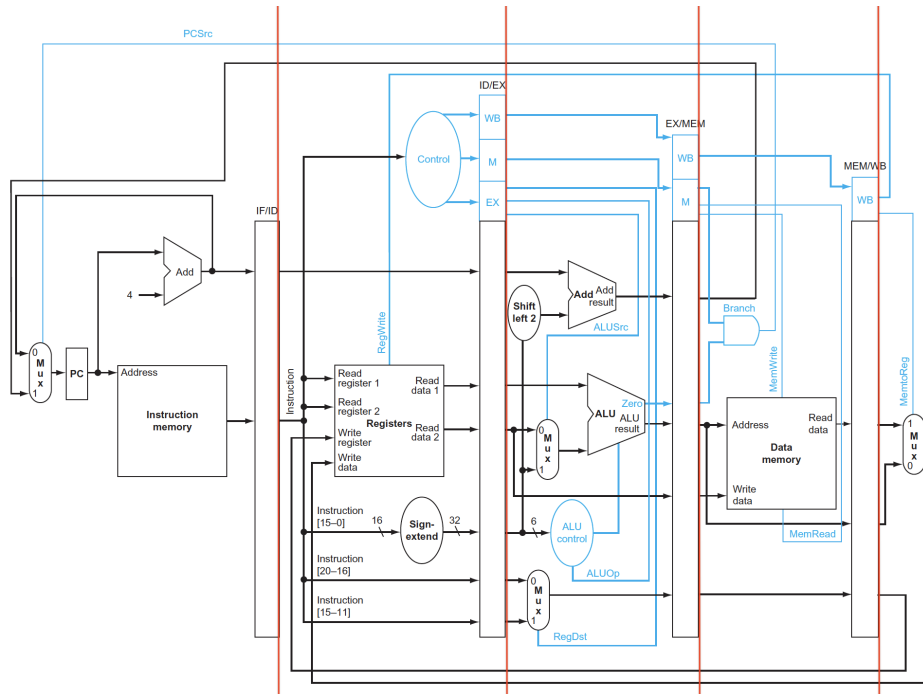 PCSrc
ID/EX
WB
EX/MEM
Control
M
WB
MEM/WB
EX
M
WB
IF/ID
Add
4
Shift
left 2
Add
Add
result
ALUSrc
Branch
RegWrite
MemWrite
MemtoReg
0
M
u
x
1
PC
Address
Instruction
memory
Instruction
Read
register 1
Read
register 2
Write
register
Write
data
Registers
Read
data 1
Read
data 2
0
M
u
x
1
ALU
Zero
ALU
result
Address
Write
data
Read
data
Data
memory
MemRead
1
M
u
x
0
Instruction
[15–0]
16
Sign-
extend
32
6
ALU
control
ALUOp
Instruction
[20–16]
Instruction
[15–11]
0
M
u
x
1
RegDst